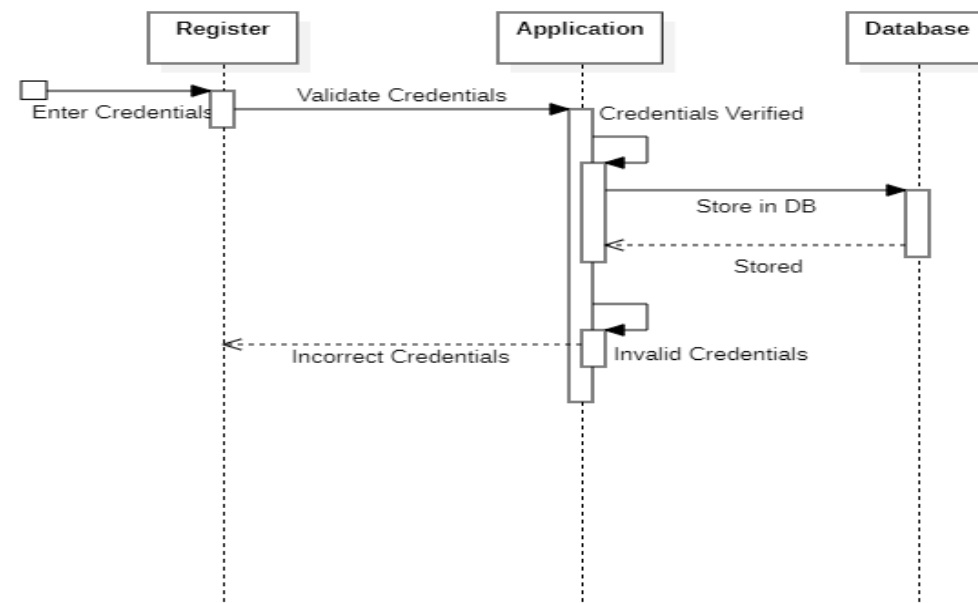 Register
Application
Database
Enter Credentials
Validate Credentials
Credentials Verified
Store in DB
Stored
Incorrect Credentials
Invalid Credentials